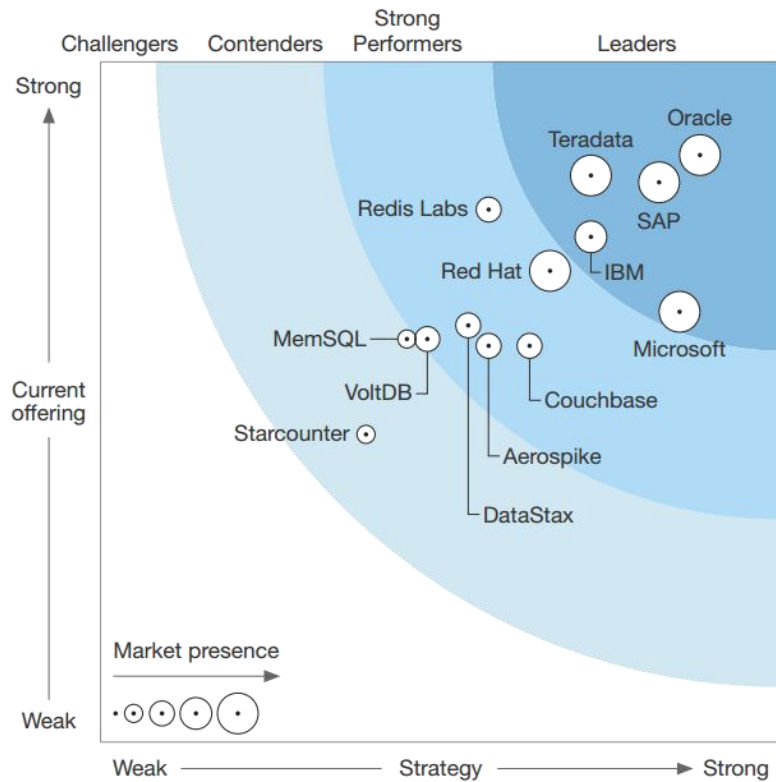 Challengers
Contenders
Strong
Performers
Leaders
Strong
Oracle
Teradata
SAP
Redis Labs
Red Hat
IBM
MemSQL
Microsoft
VoltDB
Couchbase
Current
offering
Starcounter
Aerospike
DataStax
Market presence
Weak
Weak
Strategy
Strong